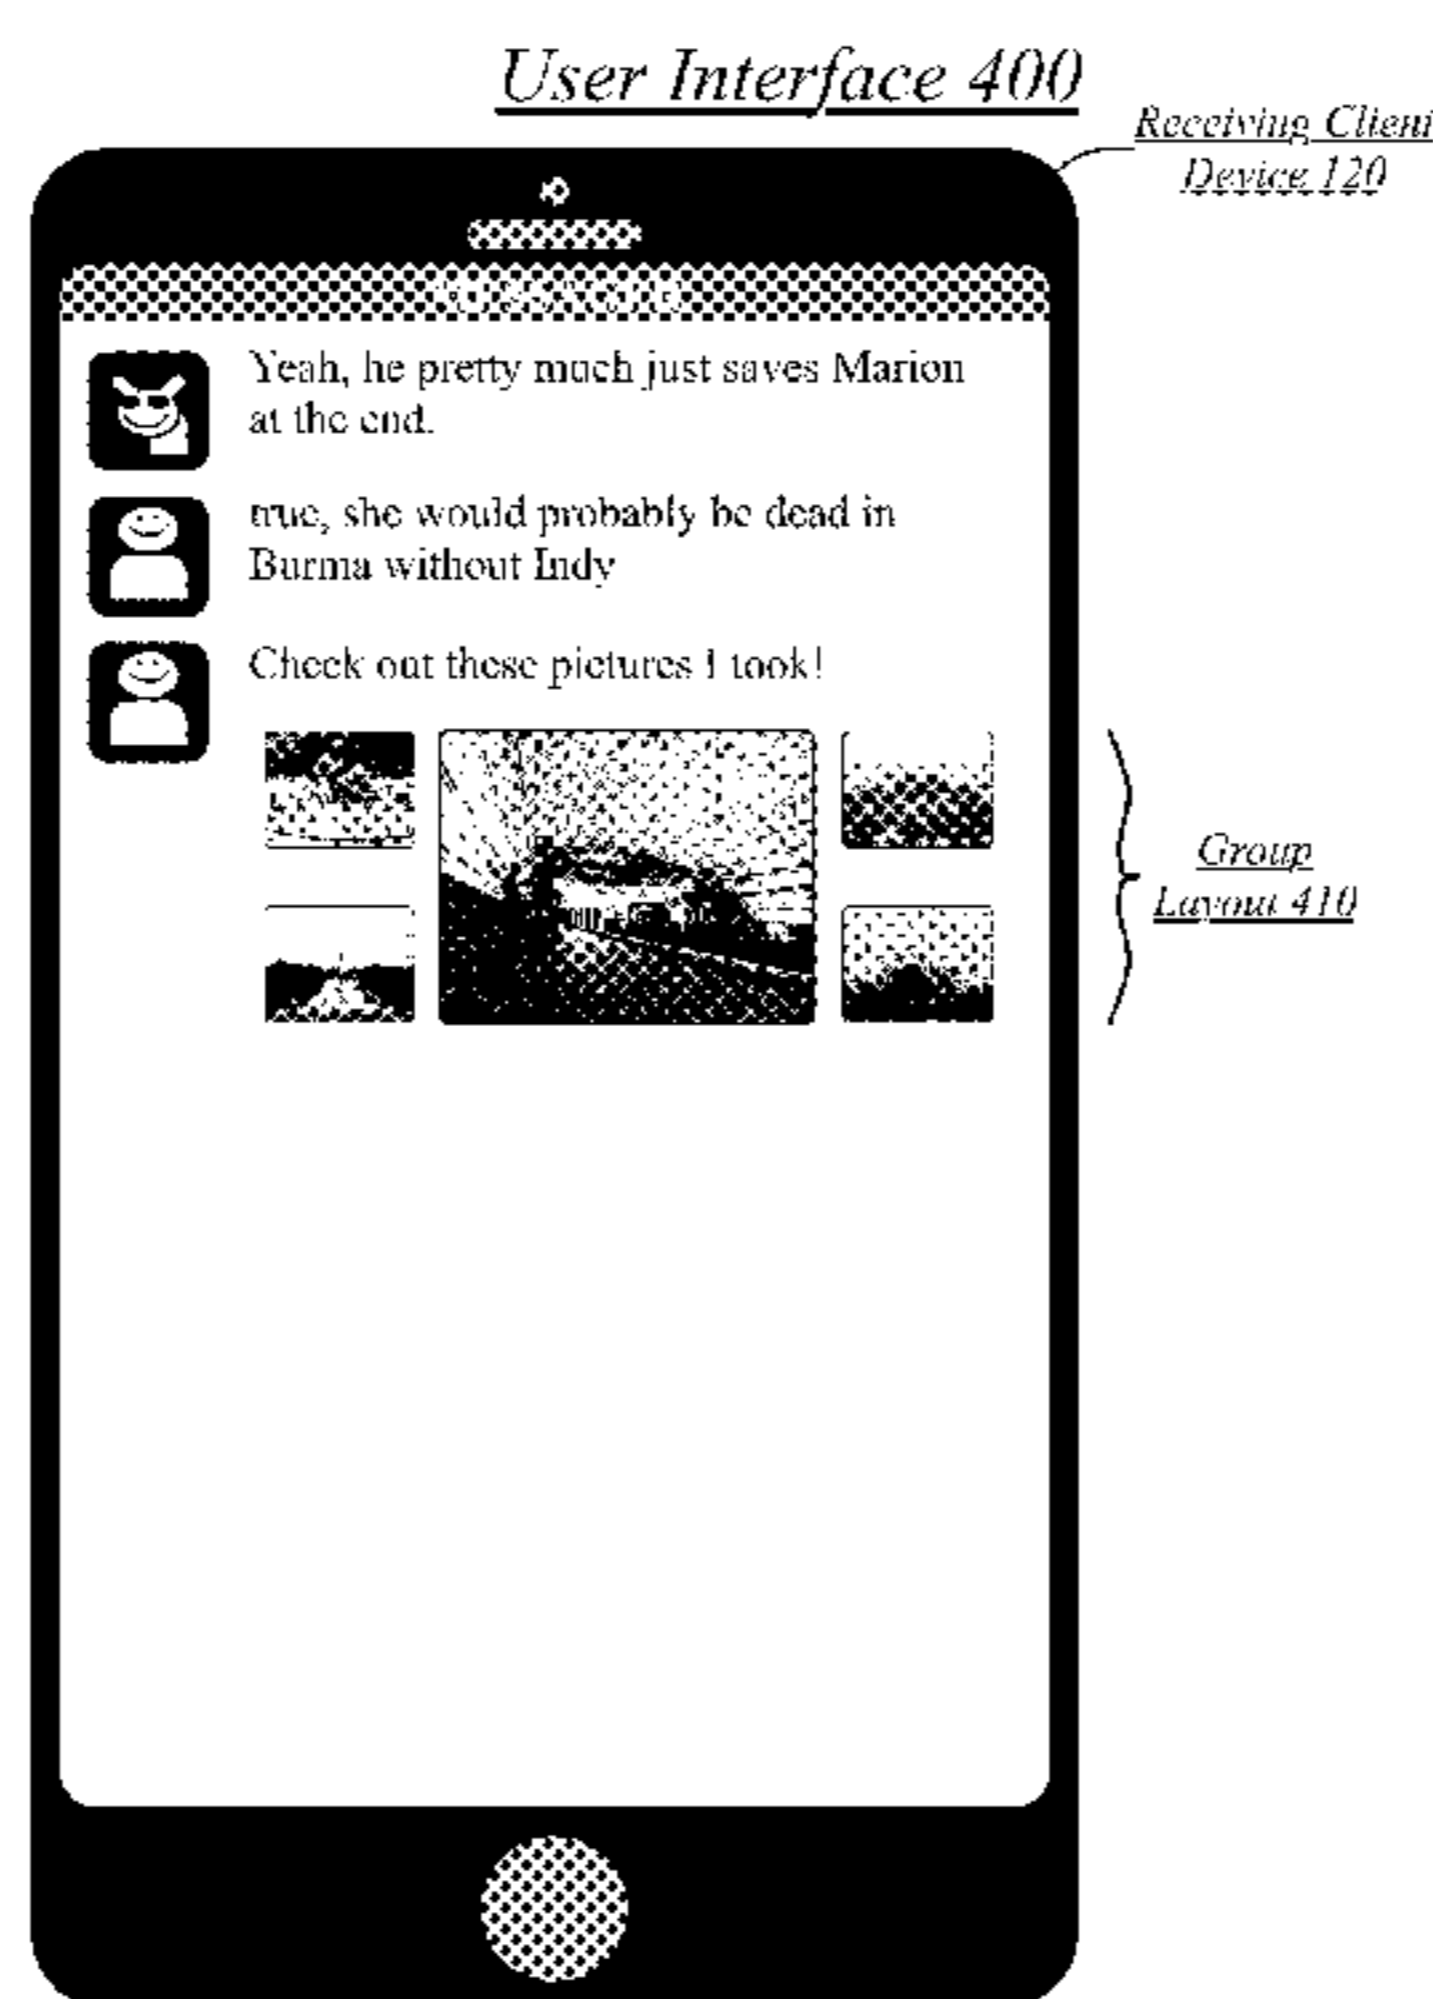 User Interface 400
Receiving Client
Device 120
Yeah, he pretty much just saves Marion
at the end.
true, she would probably be dead in
Burma without Indy
Check out these pictures I took!
Group
Layout 410